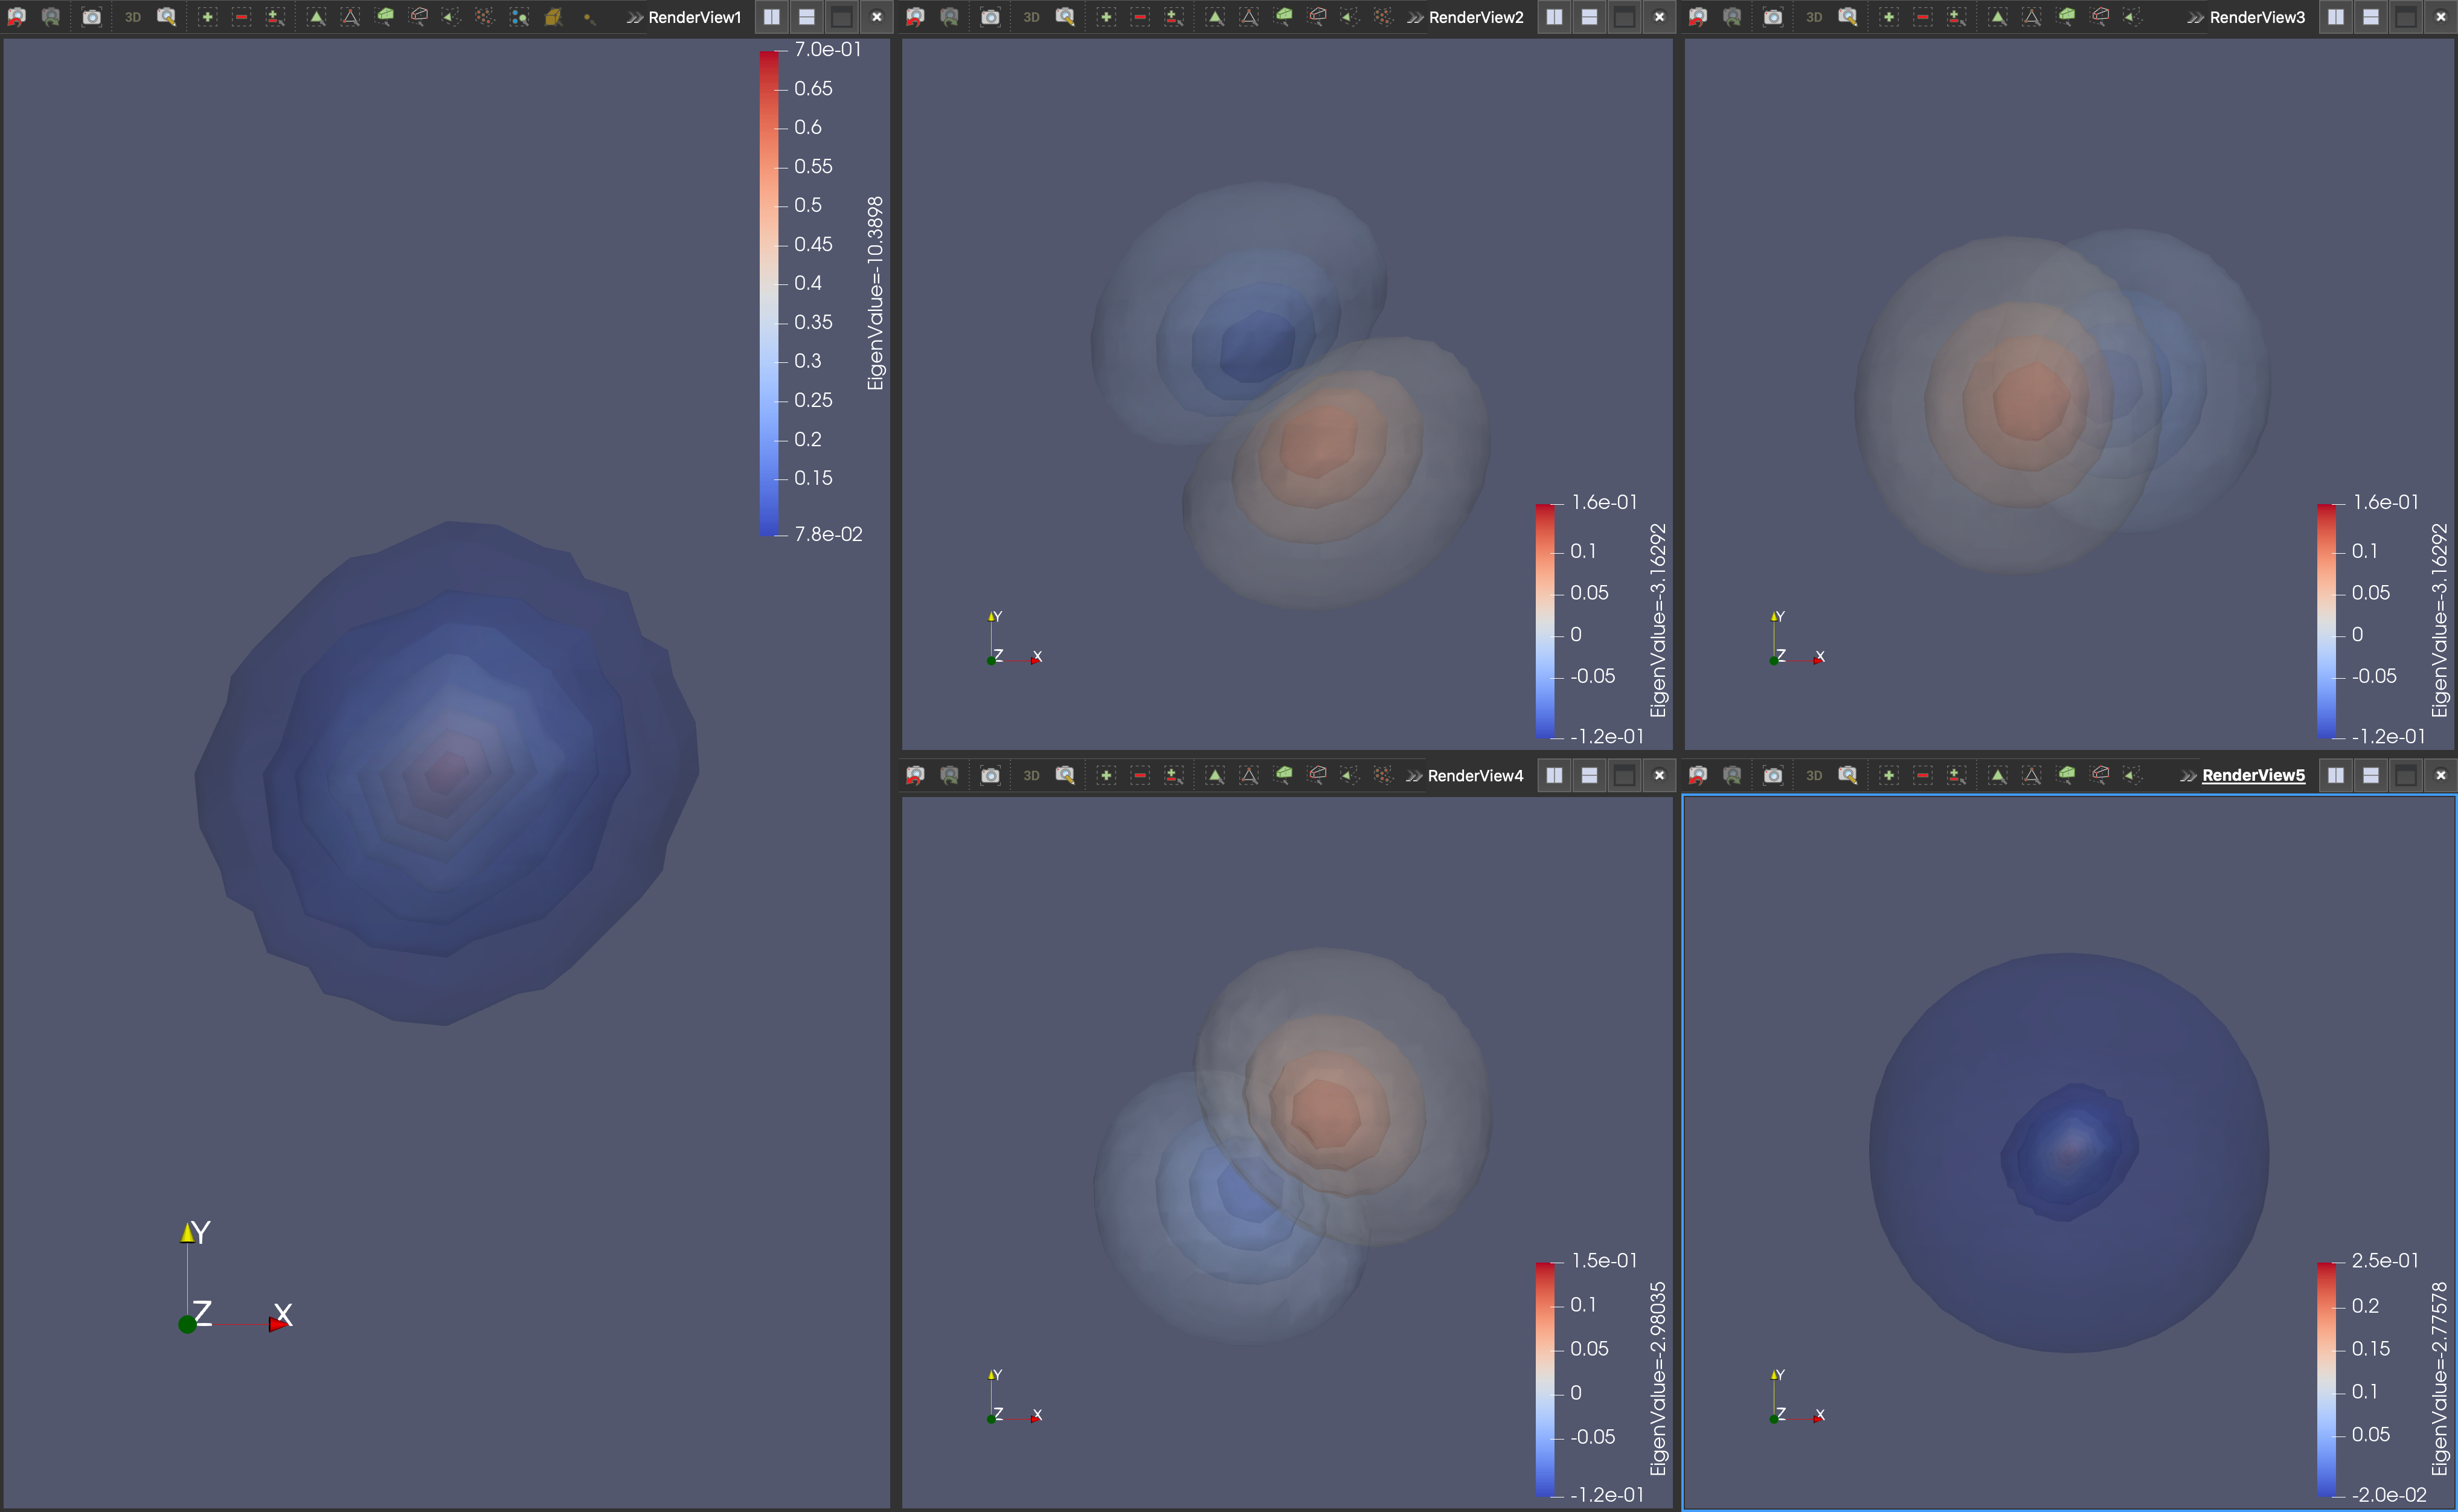 3D
RenderView1
7.0e-01
0.65
0.6
0.55
0.5
0.45
0.4
0.35
0.3
0.25
0.2
0.15
7.8e-02
EigenValue=-10.3898
Y
Z
X
3D
RenderView2
1.6e-01
0.1
0.05
0
-0.05
-1.2e-01
EigenValue=-3.16292
Y
Z
X
3D
RenderView3
1.6e-01
0.1
0.05
0
-0.05
-1.2e-01
EigenValue=-3.16292
Y
Z
X
3D
RenderView4
1.5e-01
0.1
0.05
0
-0.05
-1.2e-01
EigenValue=-2.98035
Y
Z
X
3D
RenderView5
2.5e-01
0.2
0.15
0.1
0.05
-2.0e-02
EigenValue=-2.77578
Y
Z
X